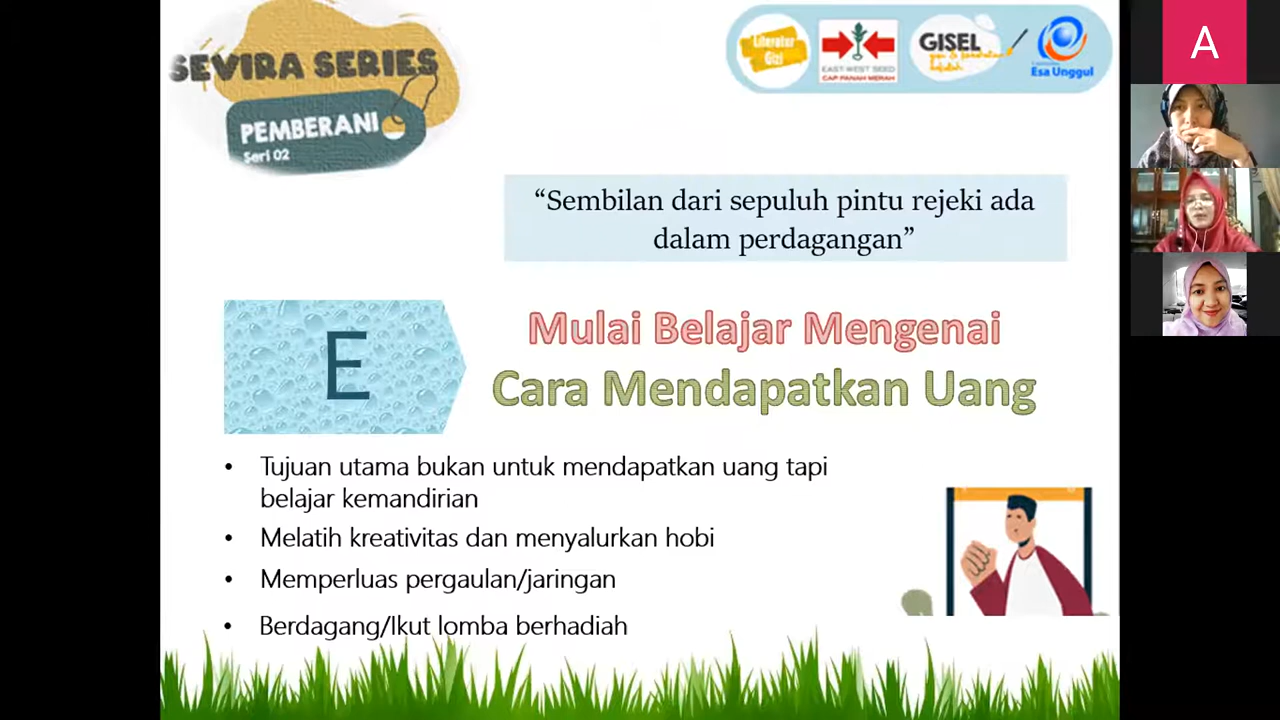 SEVIRA SERIES
PEMBERANI
Seri 02
Literatur
Gizi
EAST-WEST SEED
CAP PANAH MERAH
GISEL
Esa Unggul
A
“Sembilan dari sepuluh pintu rejeki ada
dalam perdagangan”
E
Mulai Belajar Mengenai
Cara Mendapatkan Uang
• Tujuan utama bukan untuk mendapatkan uang tapi
belajar kemandirian
• Melatih kreativitas dan menyalurkan hobi
• Memperluas pergaulan/jaringan
• Berdagang/Ikut lomba berhadiah